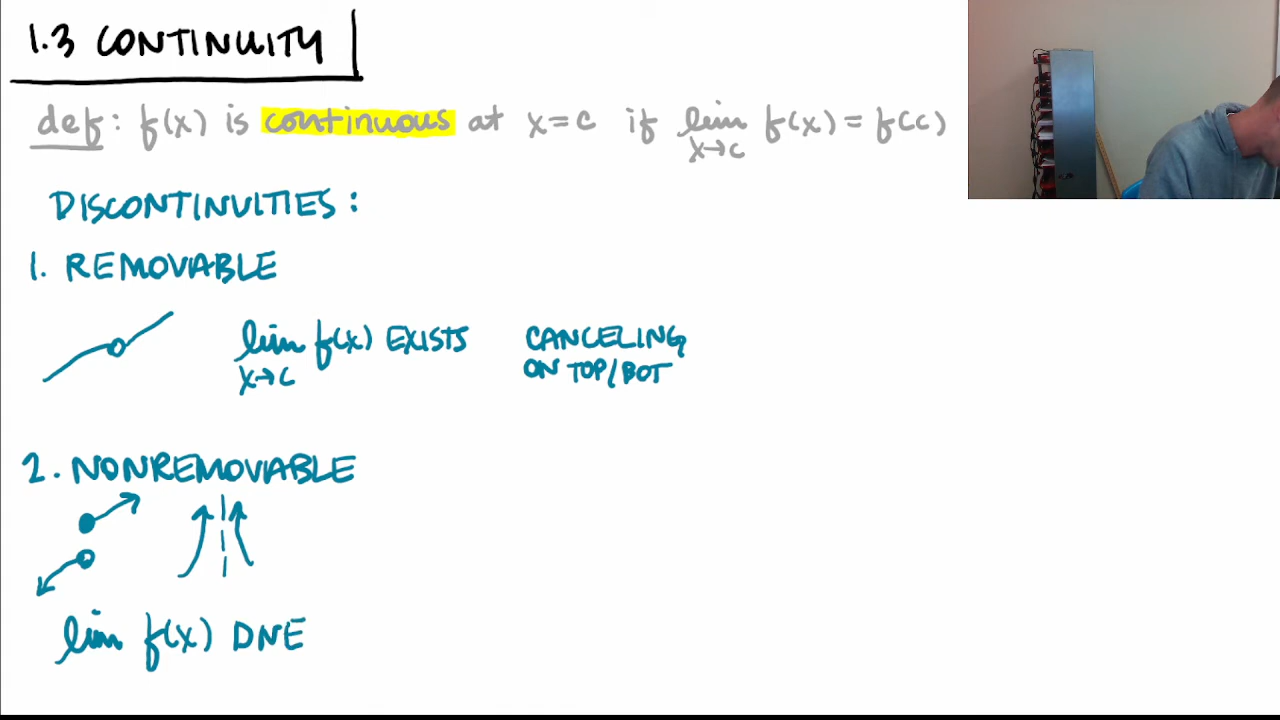 1.3 CONTINUITY
def: f(x) is continuous at x=c if lim f(x) = f(c)
x→c
DISCONTINUITIES:
1. REMOVABLE
lim f(x) EXISTS CANCELING
x→c ON TOP/BOT
2. NONREMOVABLE
lim f(x) DNE